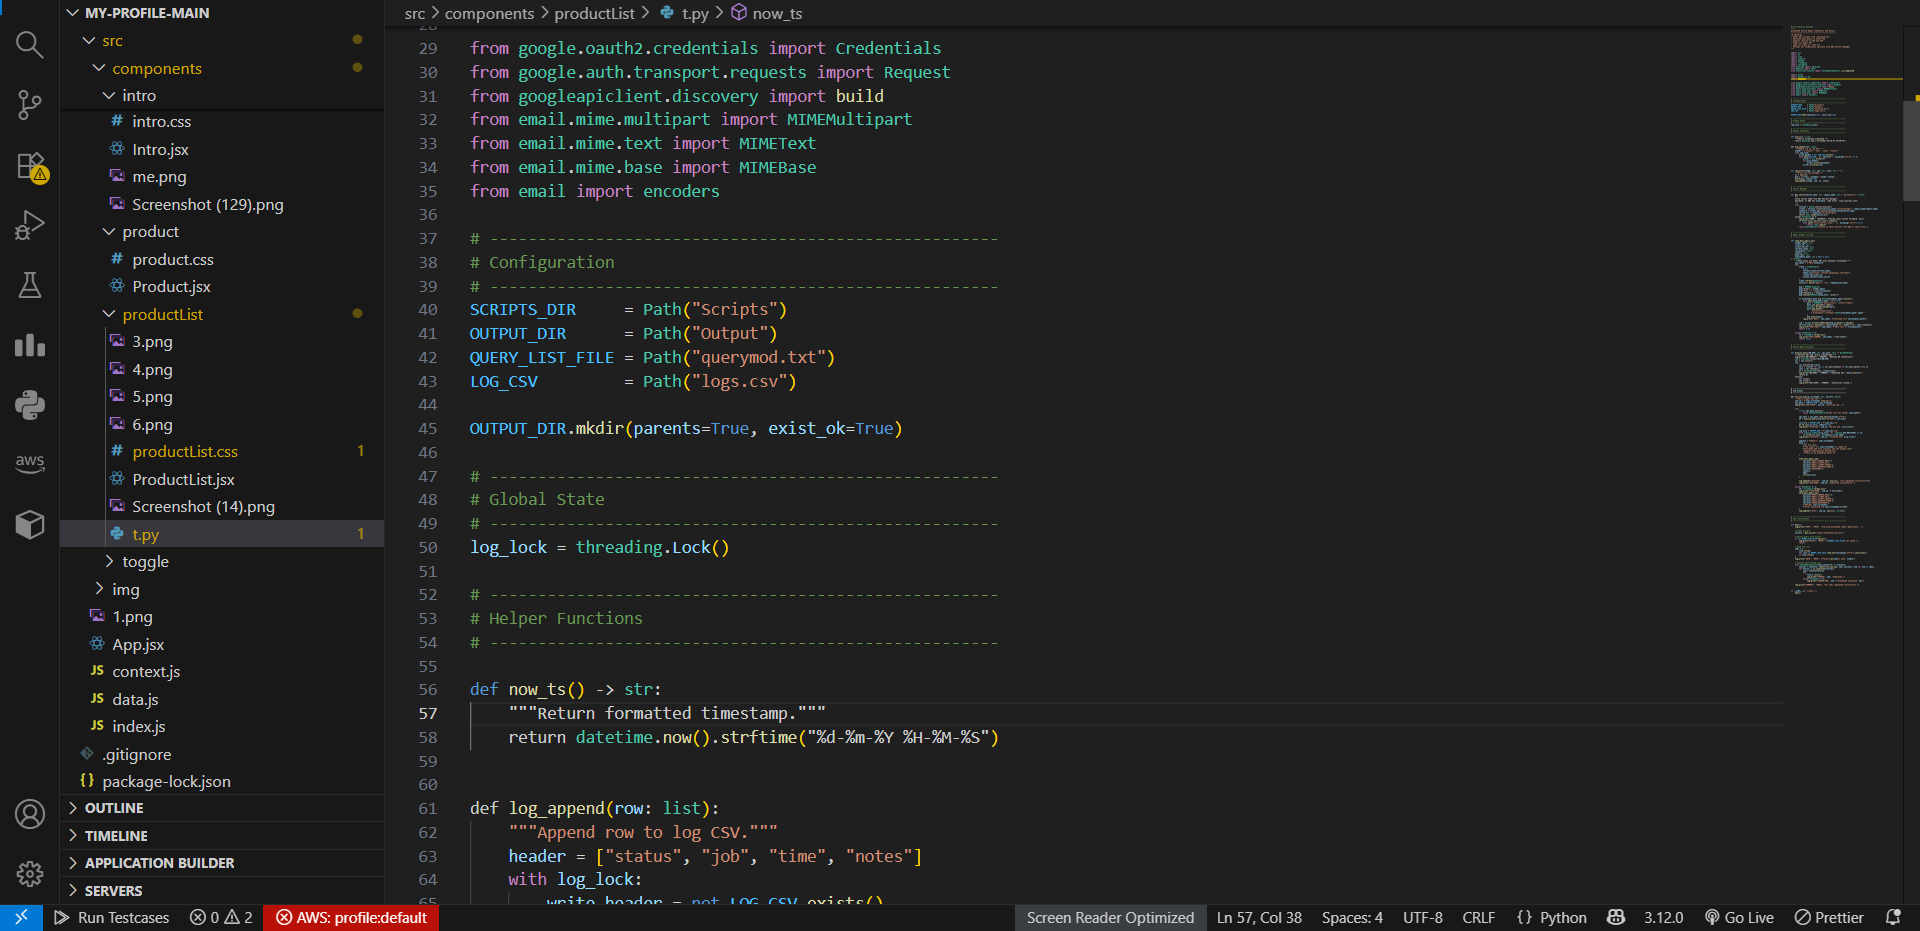 MY-PROFILE-MAIN
src
components
intro
intro.css
Intro.jsx
me.png
Screenshot (129).png
product
product.css
Product.jsx
productList
3.png
4.png
5.png
6.png
productList.css 1
ProductList.jsx
Screenshot (14).png
t.py 1
toggle
img
1.png
App.jsx
JS context.js
JS data.js
JS index.js
.gitignore
{} package-lock.json
OUTLINE
TIMELINE
APPLICATION BUILDER
SERVERS
aws
src > components > productList > t.py > now_ts
29 from google.oauth2.credentials import Credentials
30 from google.auth.transport.requests import Request
31 from googleapiclient.discovery import build
32 from email.mime.multipart import MIMEMultipart
33 from email.mime.text import MIMEText
34 from email.mime.base import MIMEBase
35 from email import encoders
36
37 # -----------------------------------------------------
38 # Configuration
39 # -----------------------------------------------------
40 SCRIPTS_DIR     = Path("Scripts")
41 OUTPUT_DIR      = Path("Output")
42 QUERY_LIST_FILE = Path("querymod.txt")
43 LOG_CSV         = Path("logs.csv")
44
45 OUTPUT_DIR.mkdir(parents=True, exist_ok=True)
46
47 # -----------------------------------------------------
48 # Global State
49 # -----------------------------------------------------
50 log_lock = threading.Lock()
51
52 # -----------------------------------------------------
53 # Helper Functions
54 # -----------------------------------------------------
55
56 def now_ts() -> str:
57     """Return formatted timestamp."""
58     return datetime.now().strftime("%d-%m-%Y %H-%M-%S")
59
60
61 def log_append(row: list):
62     """Append row to log CSV."""
63     header = ["status", "job", "time", "notes"]
64     with log_lock:
65         write_header = not LOG_CSV.exists()
Run Testcases 0 2 AWS: profile:default Screen Reader Optimized Ln 57, Col 38 Spaces: 4 UTF-8 CRLF {} Python 3.12.0 Go Live Prettier